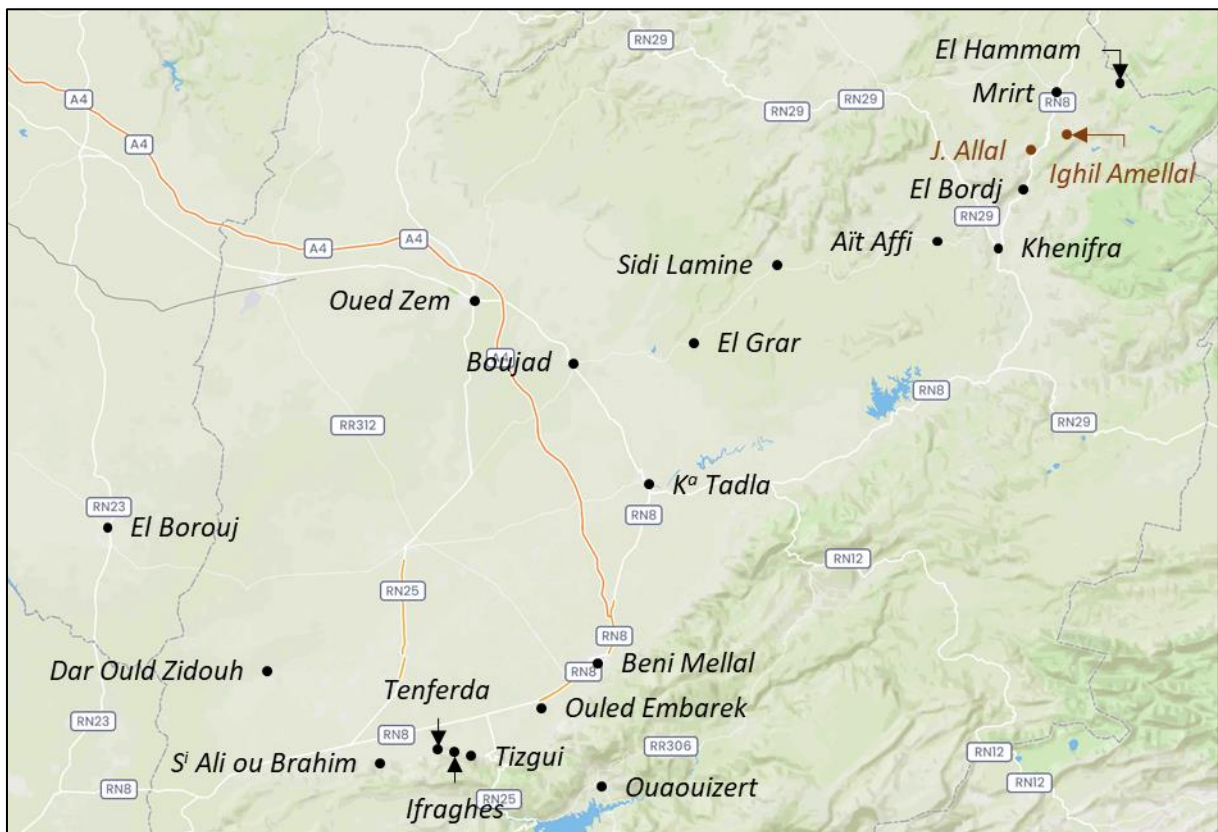 RN29
El Hammam
A4
RN29
RN29
Mrirt
RN8
A4
J. Allal
Ighil Amellal
El Bordj
RN29
A4
A4
Aït Affi
Khenifra
Sidi Lamine
Oued Zem
El Grar
A4
Boujad
RN8
RR312
RN29
Kª Tadla
RN23
RN8
El Borouj
RN12
RN25
RN8
Beni Mellal
Dar Ould Zidouh
RN8
Tenferda
Ouled Embarek
RN23
RN8
RR306
RN12
Sⁱ Ali ou Brahim
Tizgui
RN8
RN12
Ouaouizert
Ifraghes
RN25